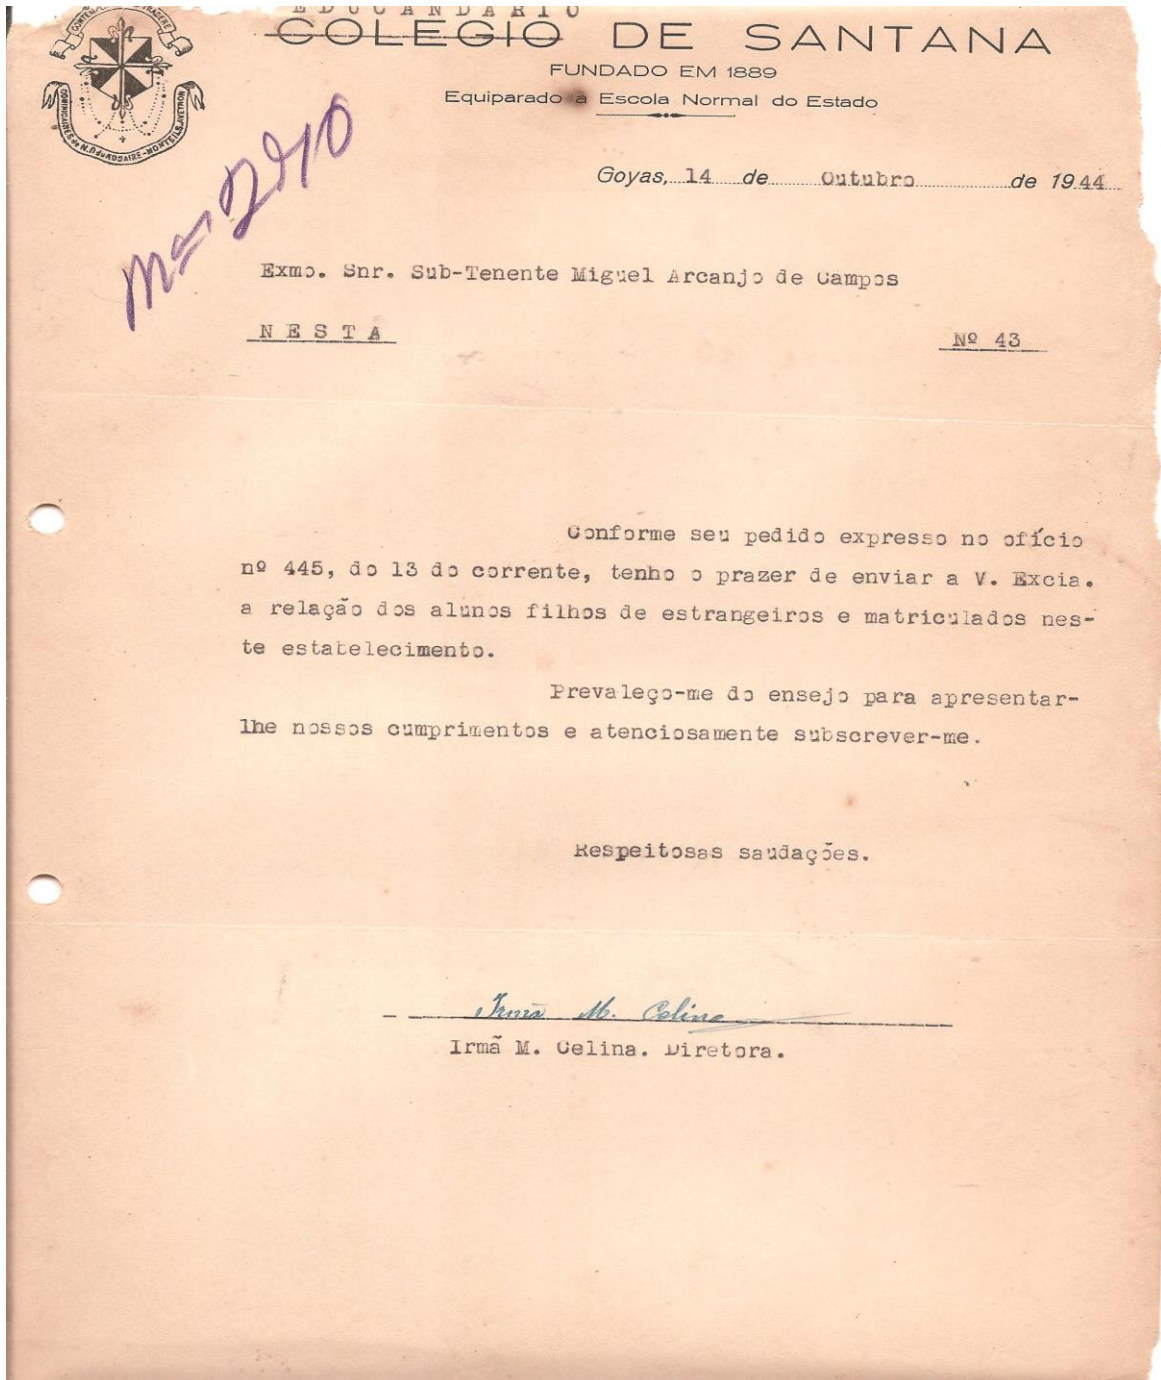 EDUCANDARIO
COLEGIO DE SANTANA
FUNDADO EM 1889
Equiparado a Escola Normal do Estado
Goyas, 14 de Outubro de 1944
Exmo. Snr. Sub-Tenente Miguel Arcanjo de Campos
NESTA
Nº 43
Conforme seu pedido expresso no ofício
nº 445, do 13 do corrente, tenho o prazer de enviar a V. Excia.
a relação dos alunos filhos de estrangeiros e matriculados nes-
te estabelecimento.
Prevaleço-me do ensejo para apresentar-
lhe nossos cumprimentos e atenciosamente subscrever-me.
Respeitosas saudações.
Irmã M. Celina
Irmã M. Celina. Diretora.